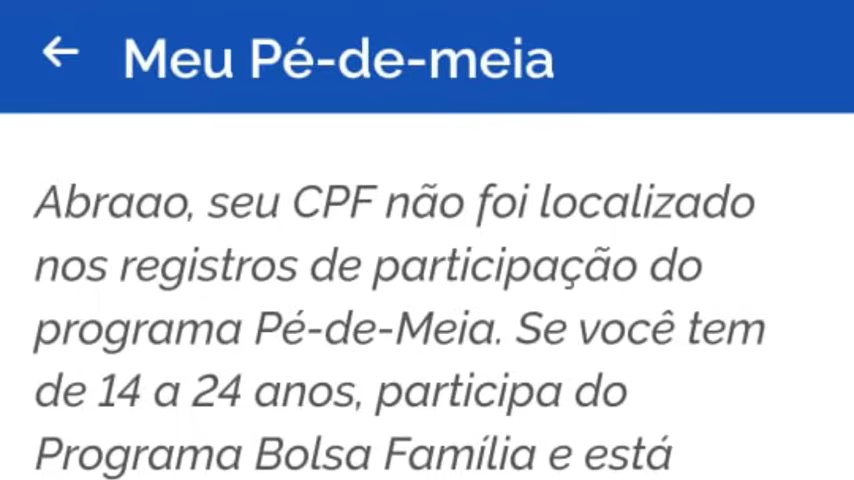 Meu Pé-de-meia
Abraao, seu CPF não foi localizado
nos registros de participação do
programa Pé-de-Meia. Se você tem
de 14 a 24 anos, participa do
Programa Bolsa Família e está